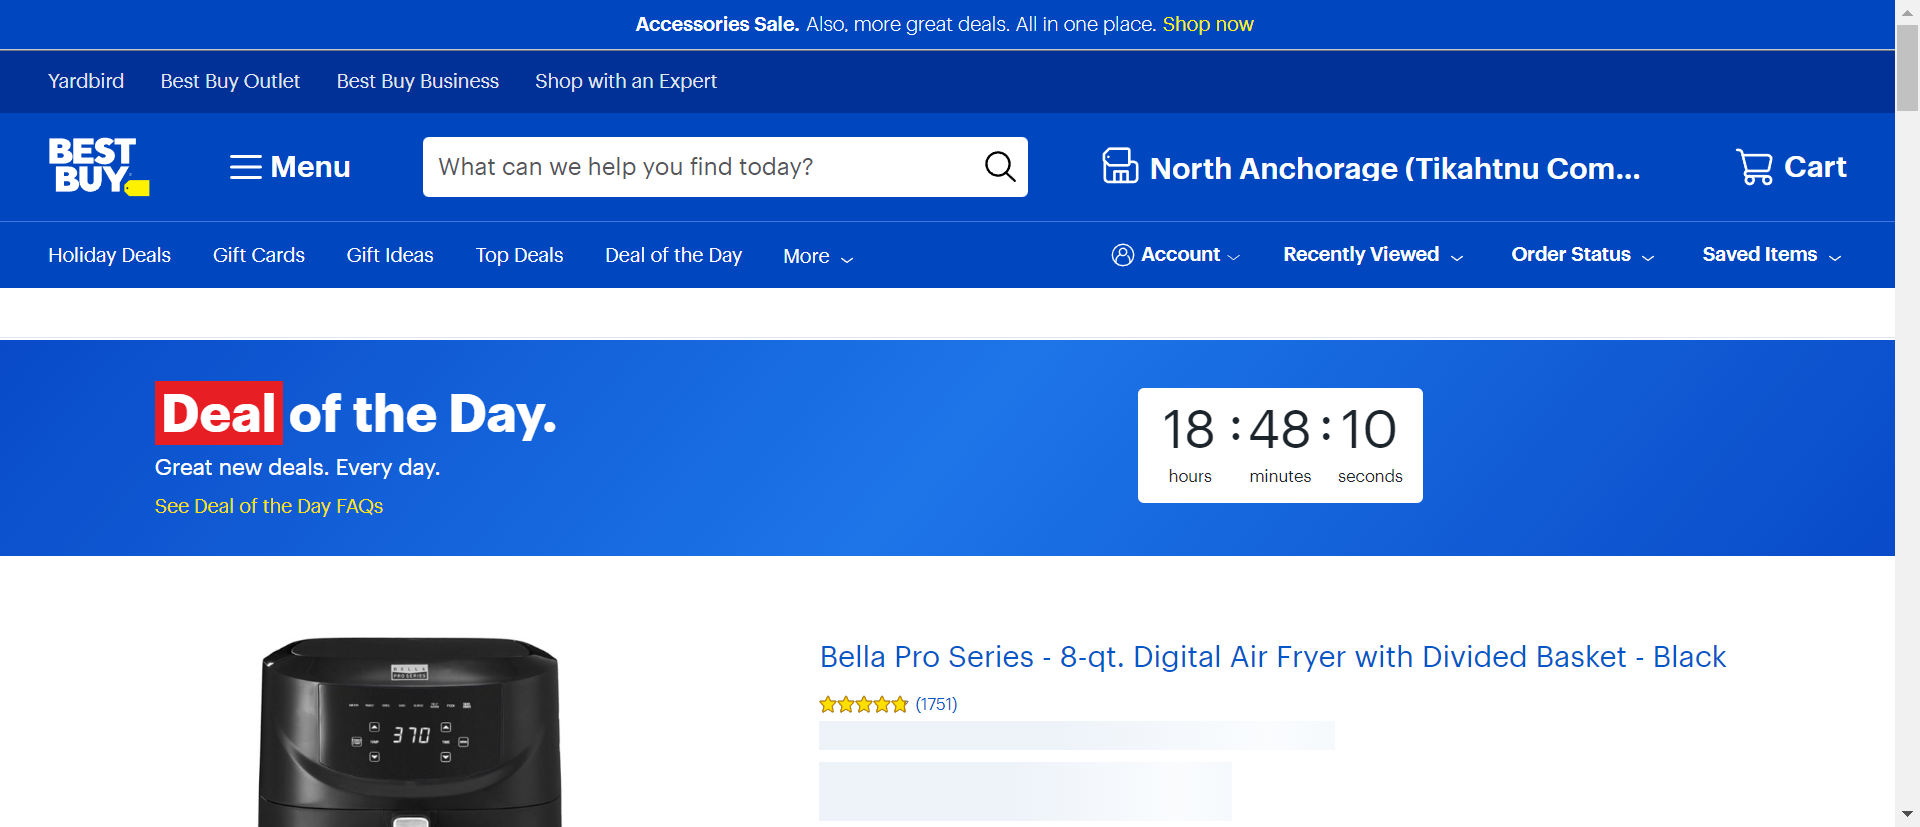 Accessories Sale. Also, more great deals. All in one place. Shop now
Yardbird Best Buy Outlet Best Buy Business Shop with an Expert
BEST BUY
Menu
What can we help you find today?
North Anchorage (Tikahtnu Com...
Cart
Holiday Deals Gift Cards Gift Ideas Top Deals Deal of the Day More
Account Recently Viewed Order Status Saved Items
Deal of the Day.
Great new deals. Every day.
See Deal of the Day FAQs
18 : 48 : 10
hours minutes seconds
BELLA
PRO SERIES
370
Bella Pro Series - 8-qt. Digital Air Fryer with Divided Basket - Black
(1751)